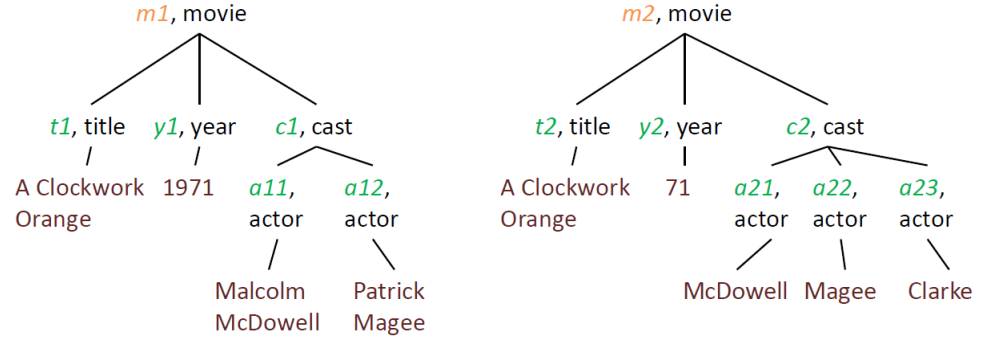 m1, movie
m2, movie
t1, title
y1, year
c1, cast
t2, title
y2, year
c2, cast
A Clockwork
Orange
1971
a11,
actor
a12,
actor
A Clockwork
Orange
71
a21,
actor
a22,
actor
a23,
actor
Malcolm
McDowell
Patrick
Magee
McDowell
Magee
Clarke